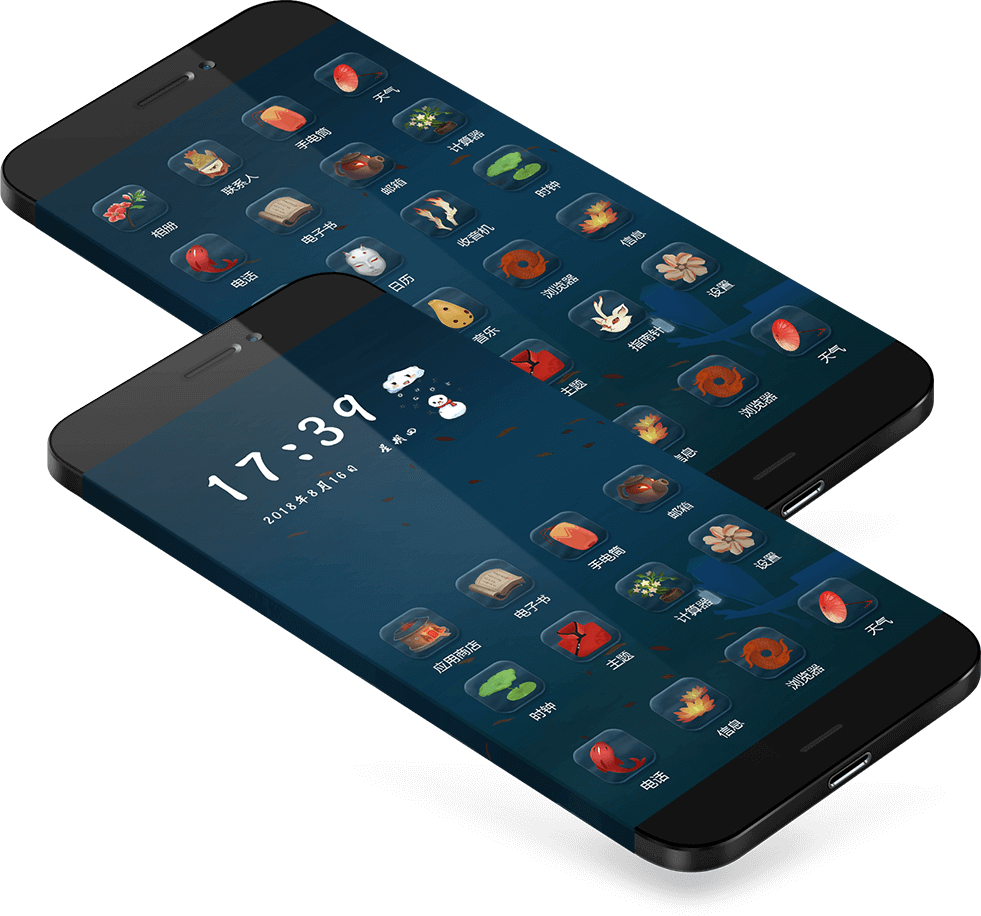 相册
联系人
手电筒
天气
电话
电子书
邮箱
计算器
日历
收音机
时钟
音乐
浏览器
信息
主题
指南针
设置
信息
浏览器
天气
17:39
2018年8月16日
星期四
应用商店
电子书
手电筒
邮箱
时钟
主题
计算器
设置
电话
信息
浏览器
天气